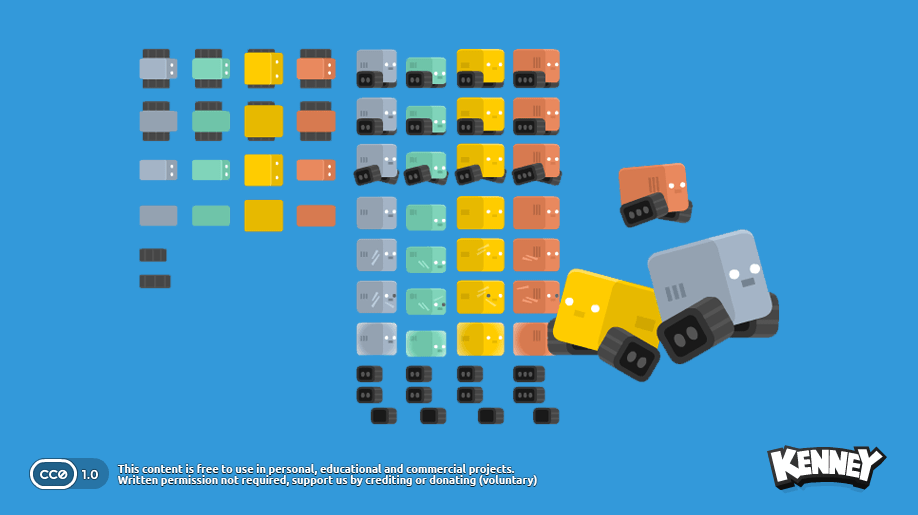 CC0 1.0
This content is free to use in personal, educational and commercial projects.
Written permission not required, support us by crediting or donating (voluntary)
KENNEY